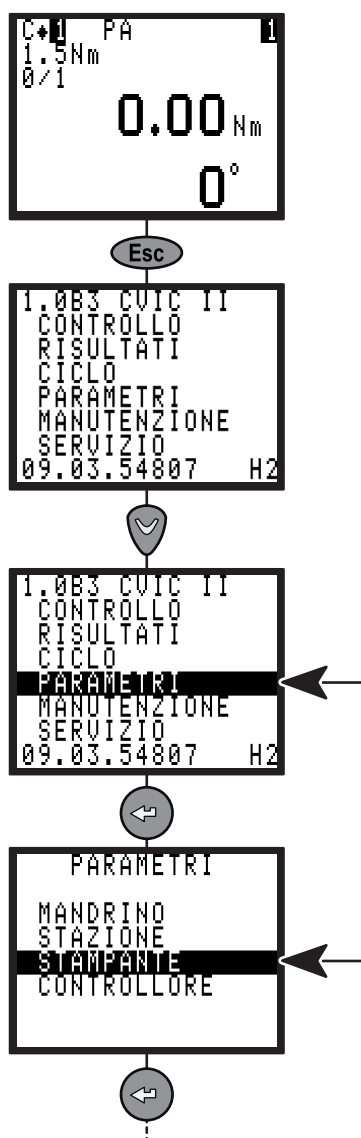 C♦1 PA 1
1.5Nm
0/1
0.00 Nm
0°
Esc
1.0B3 CVIC II
CONTROLLO
RISULTATI
CICLO
PARAMETRI
MANUTENZIONE
SERVIZIO
09.03.54807 H2
1.0B3 CVIC II
CONTROLLO
RISULTATI
CICLO
PARAMETRI
MANUTENZIONE
SERVIZIO
09.03.54807 H2
PARAMETRI
MANDRINO
STAZIONE
STAMPANTE
CONTROLLORE